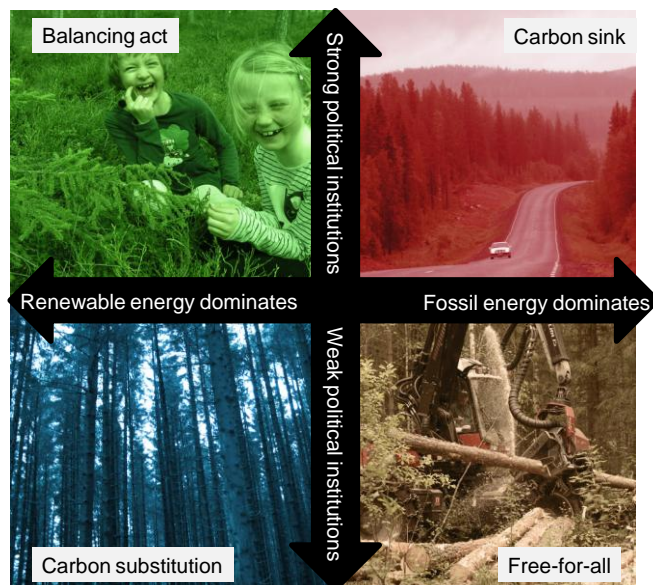 Balancing act
Carbon sink
Strong political institutions
Renewable energy dominates
Fossil energy dominates
Weak political institutions
Carbon substitution
Free-for-all